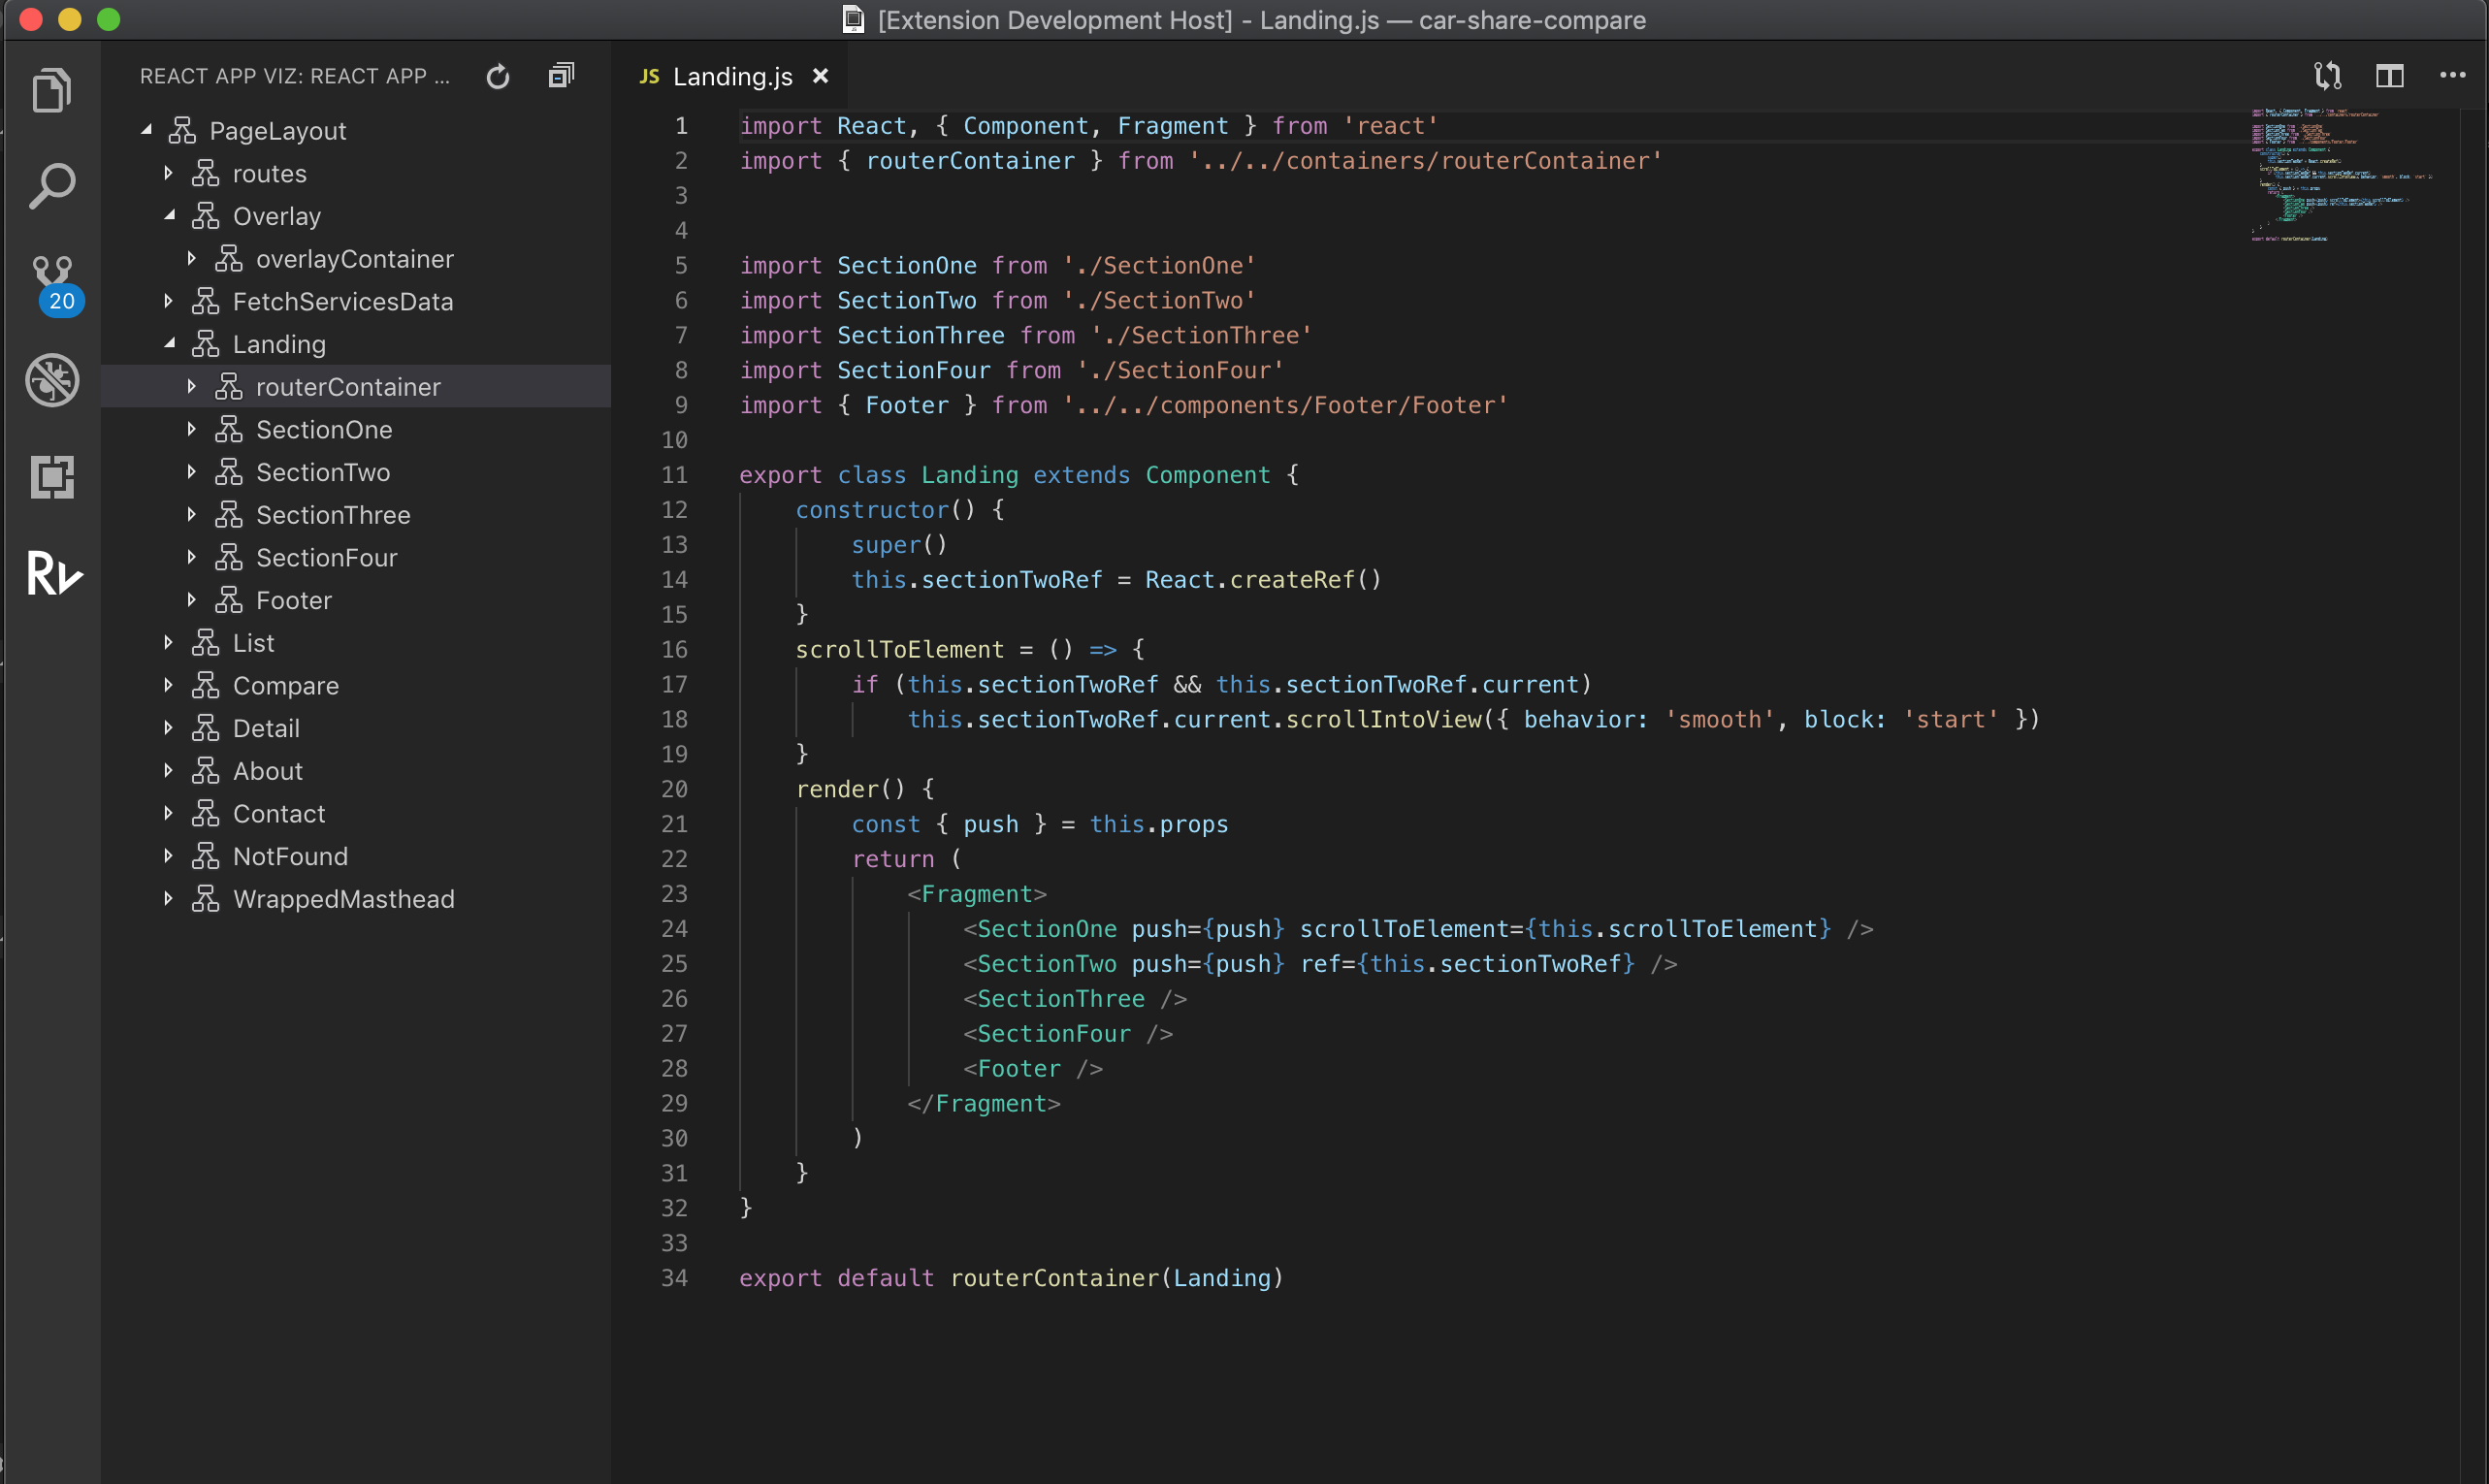 [Extension Development Host] - Landing.js — car-share-compare
REACT APP VIZ: REACT APP ...
PageLayout
routes
Overlay
overlayContainer
FetchServicesData
Landing
routerContainer
SectionOne
SectionTwo
SectionThree
SectionFour
Footer
List
Compare
Detail
About
Contact
NotFound
WrappedMasthead
20
Rv
JS Landing.js ×
1 import React, { Component, Fragment } from 'react'
2 import { routerContainer } from '../../containers/routerContainer'
3
4
5 import SectionOne from './SectionOne'
6 import SectionTwo from './SectionTwo'
7 import SectionThree from './SectionThree'
8 import SectionFour from './SectionFour'
9 import { Footer } from '../../components/Footer/Footer'
10
11 export class Landing extends Component {
12     constructor() {
13         super()
14         this.sectionTwoRef = React.createRef()
15     }
16     scrollToElement = () => {
17         if (this.sectionTwoRef && this.sectionTwoRef.current)
18             this.sectionTwoRef.current.scrollIntoView({ behavior: 'smooth', block: 'start' })
19     }
20     render() {
21         const { push } = this.props
22         return (
23             <Fragment>
24                 <SectionOne push={push} scrollToElement={this.scrollToElement} />
25                 <SectionTwo push={push} ref={this.sectionTwoRef} />
26                 <SectionThree />
27                 <SectionFour />
28                 <Footer />
29             </Fragment>
30         )
31     }
32 }
33
34 export default routerContainer(Landing)